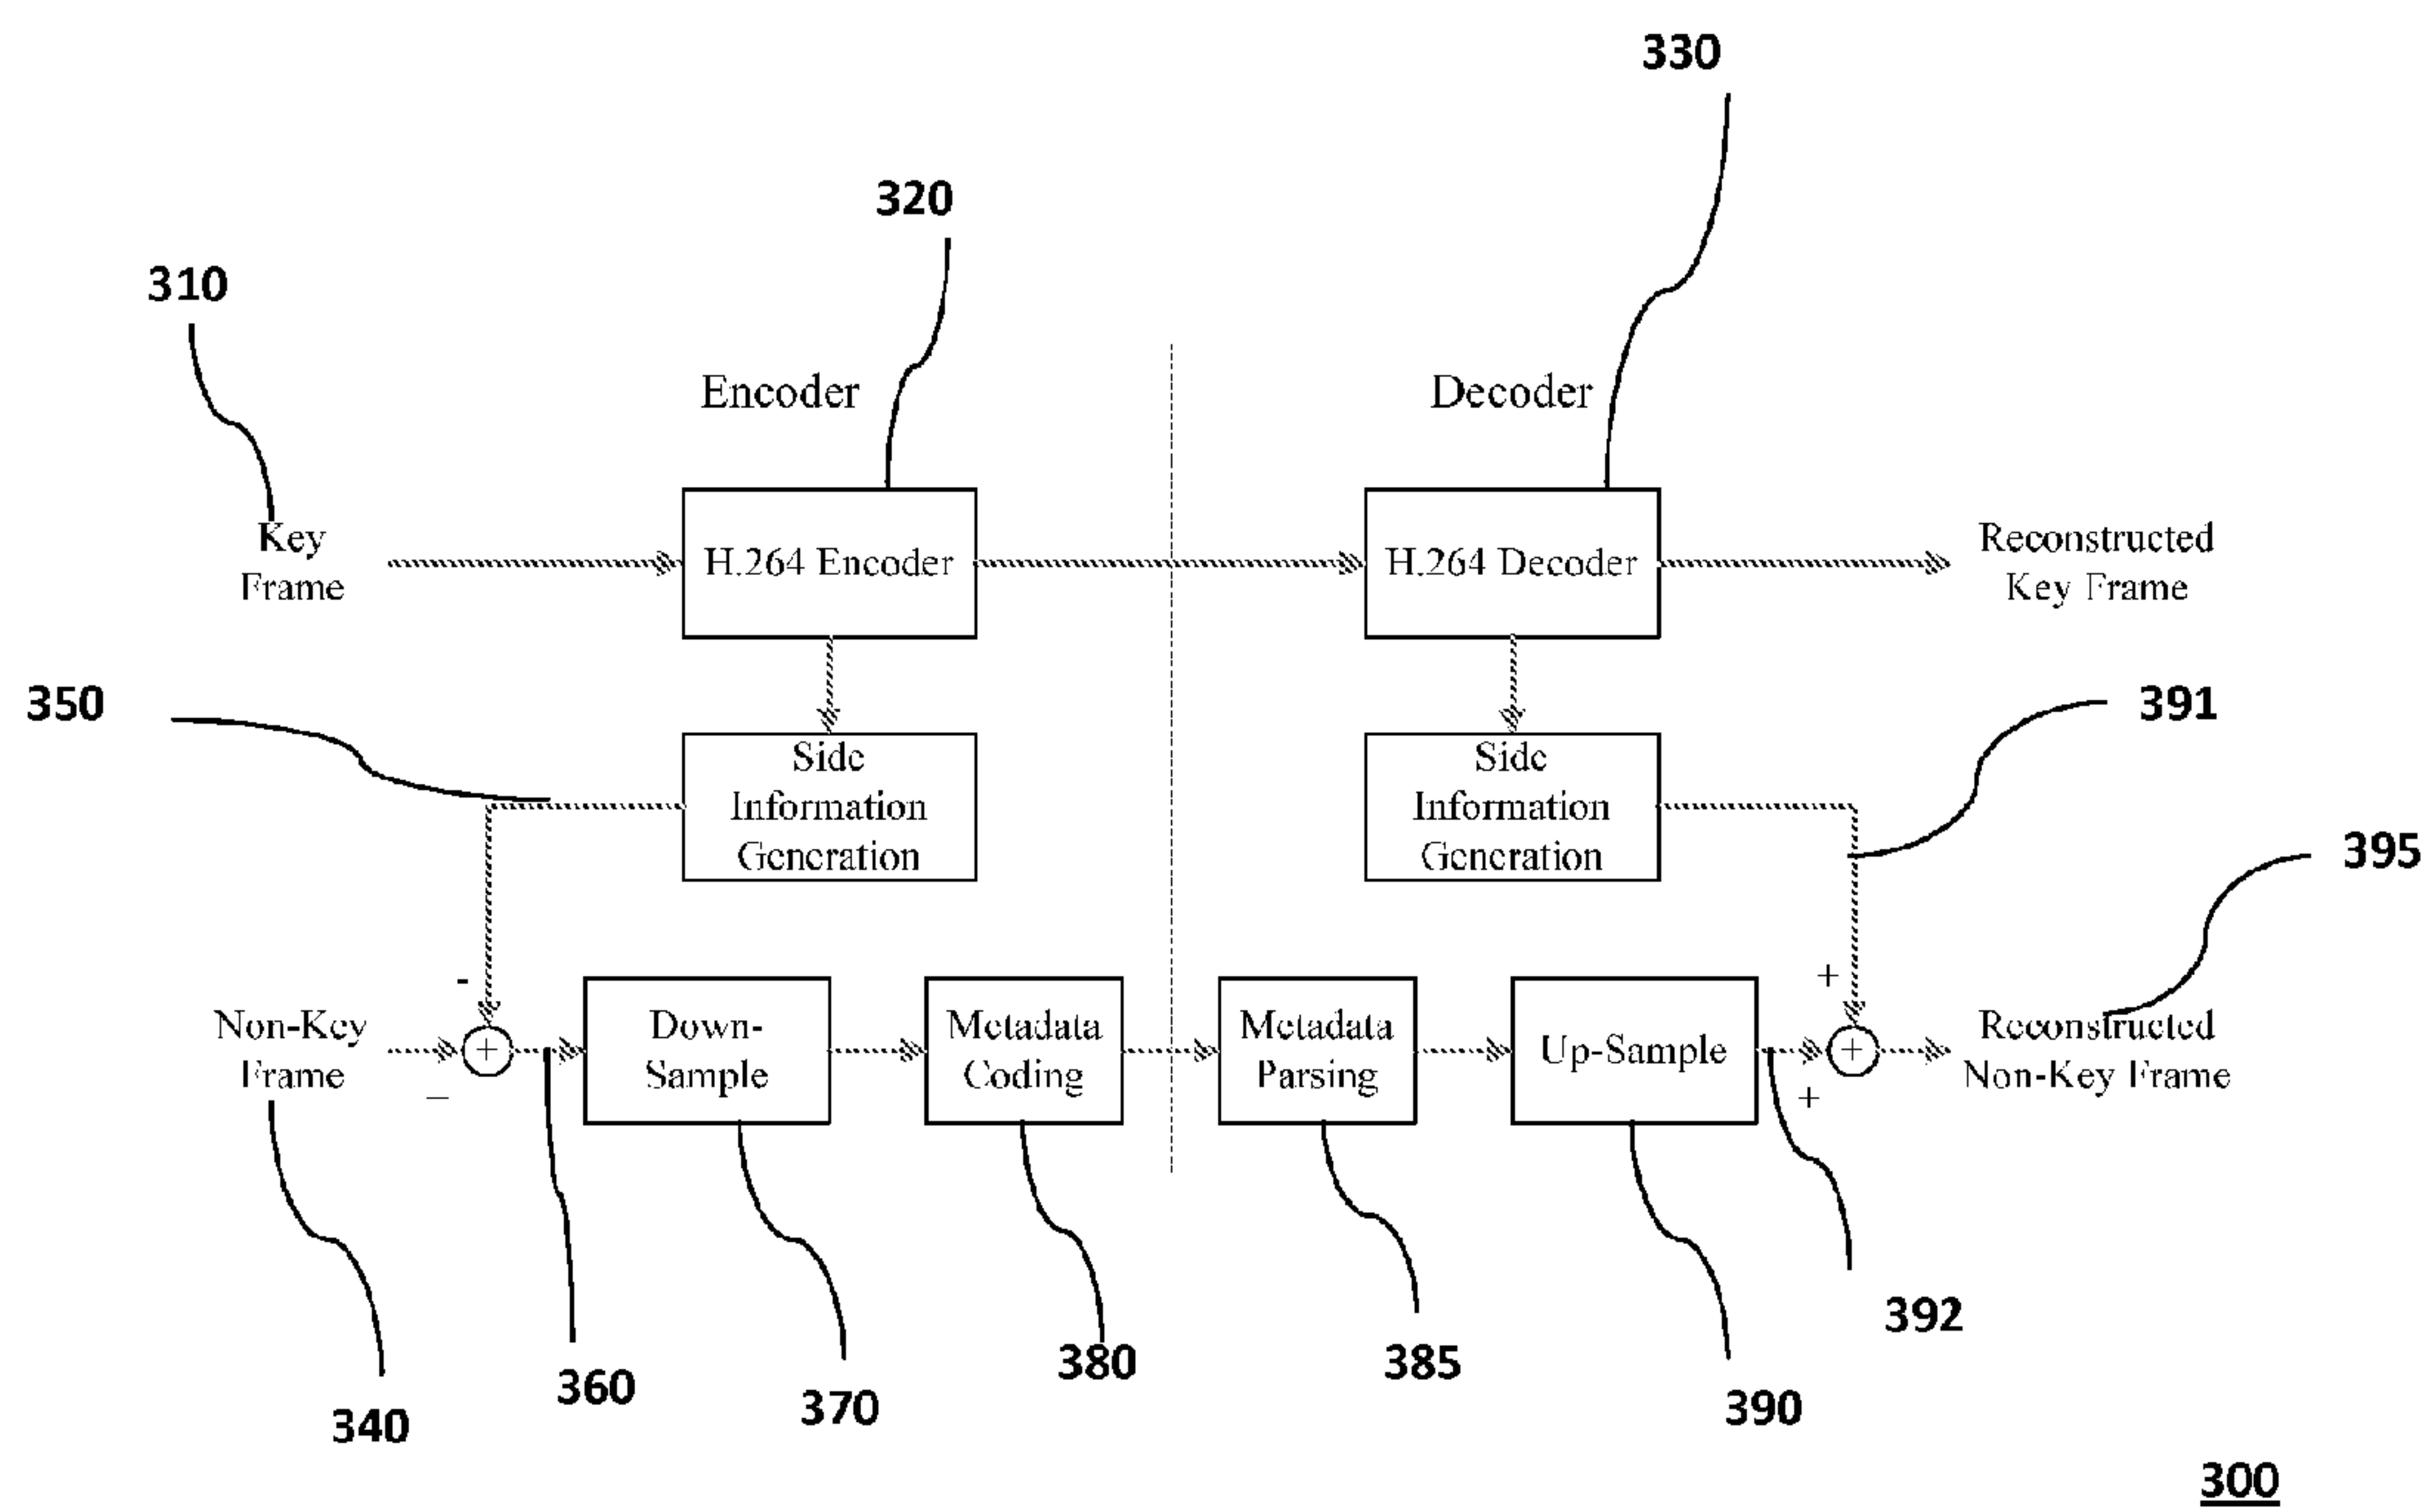 330
320
310
Encoder
Decoder
Key
Frame
H.264 Encoder
H.264 Decoder
Reconstructed
Key Frame
350
391
Side
Information
Generation
Side
Information
Generation
395
-
+
Non-Key
Frame
+
–
Down-
Sample
Metadata
Coding
Metadata
Parsing
Up-Sample
+
+
Reconstructed
Non-Key Frame
392
360
380
385
370
390
340
300